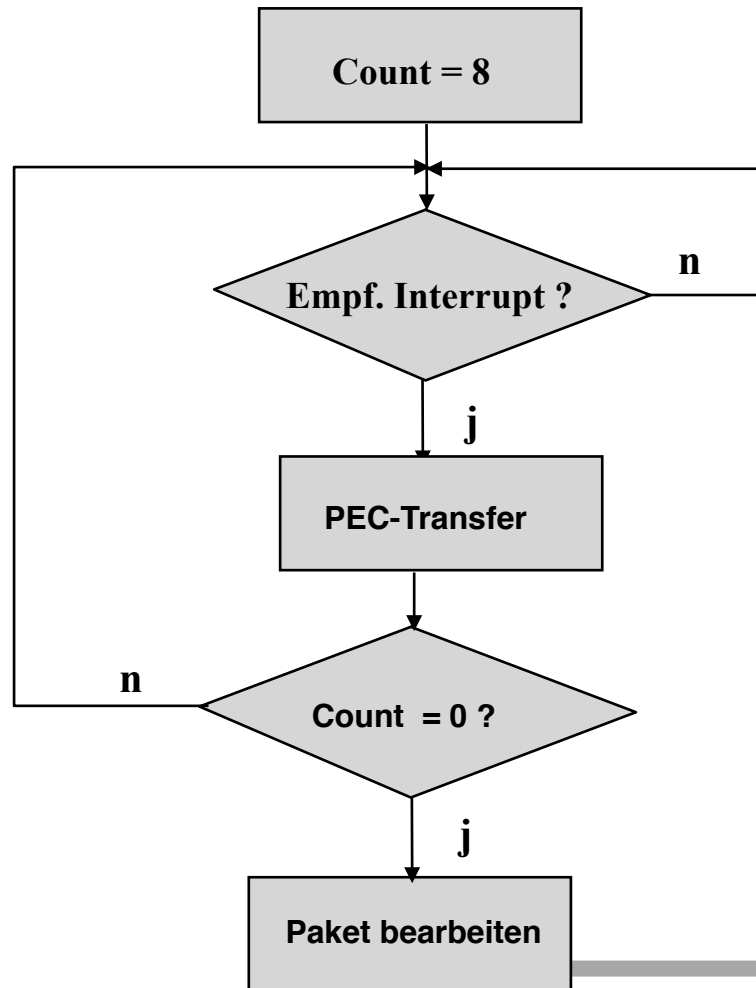 Count = 8
n
Empf. Interrupt ?
j
PEC-Transfer
n
Count = 0 ?
j
Paket bearbeiten